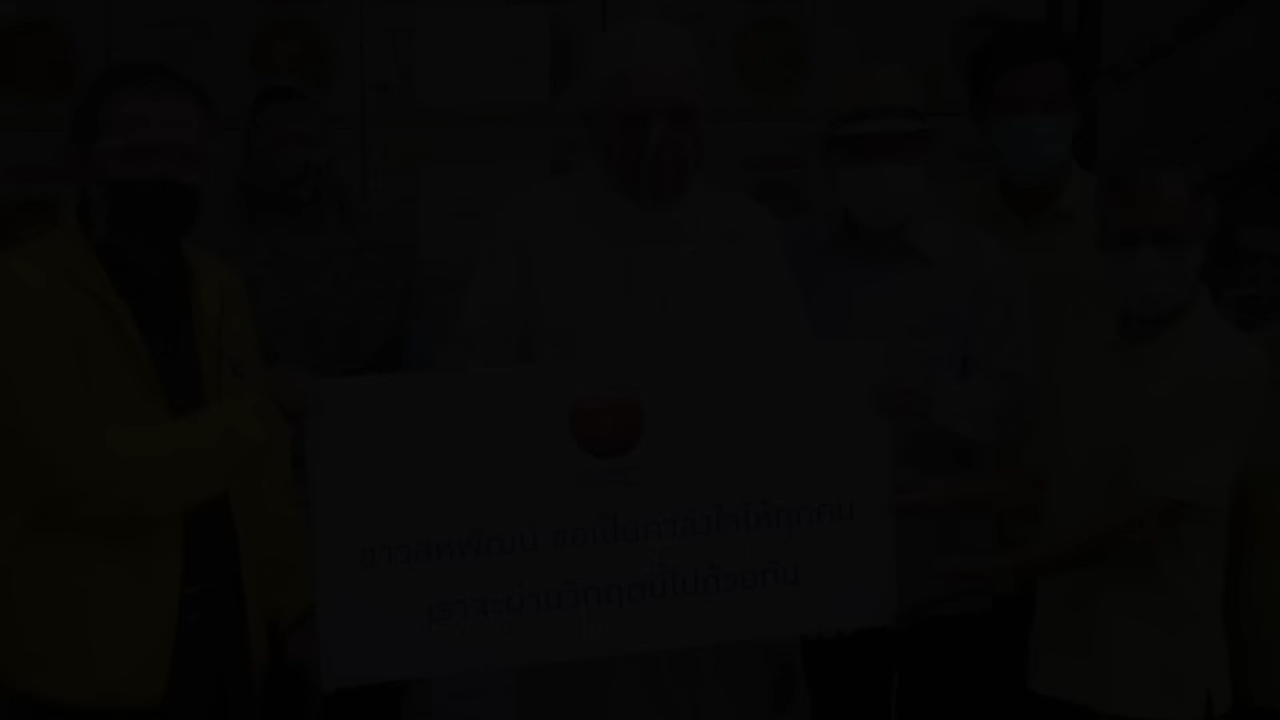 ชาวสหพัฒน์ ขอเป็นกำลังใจให้ทุกคน
เราจะผ่านวิกฤตนี้ไปด้วยกัน